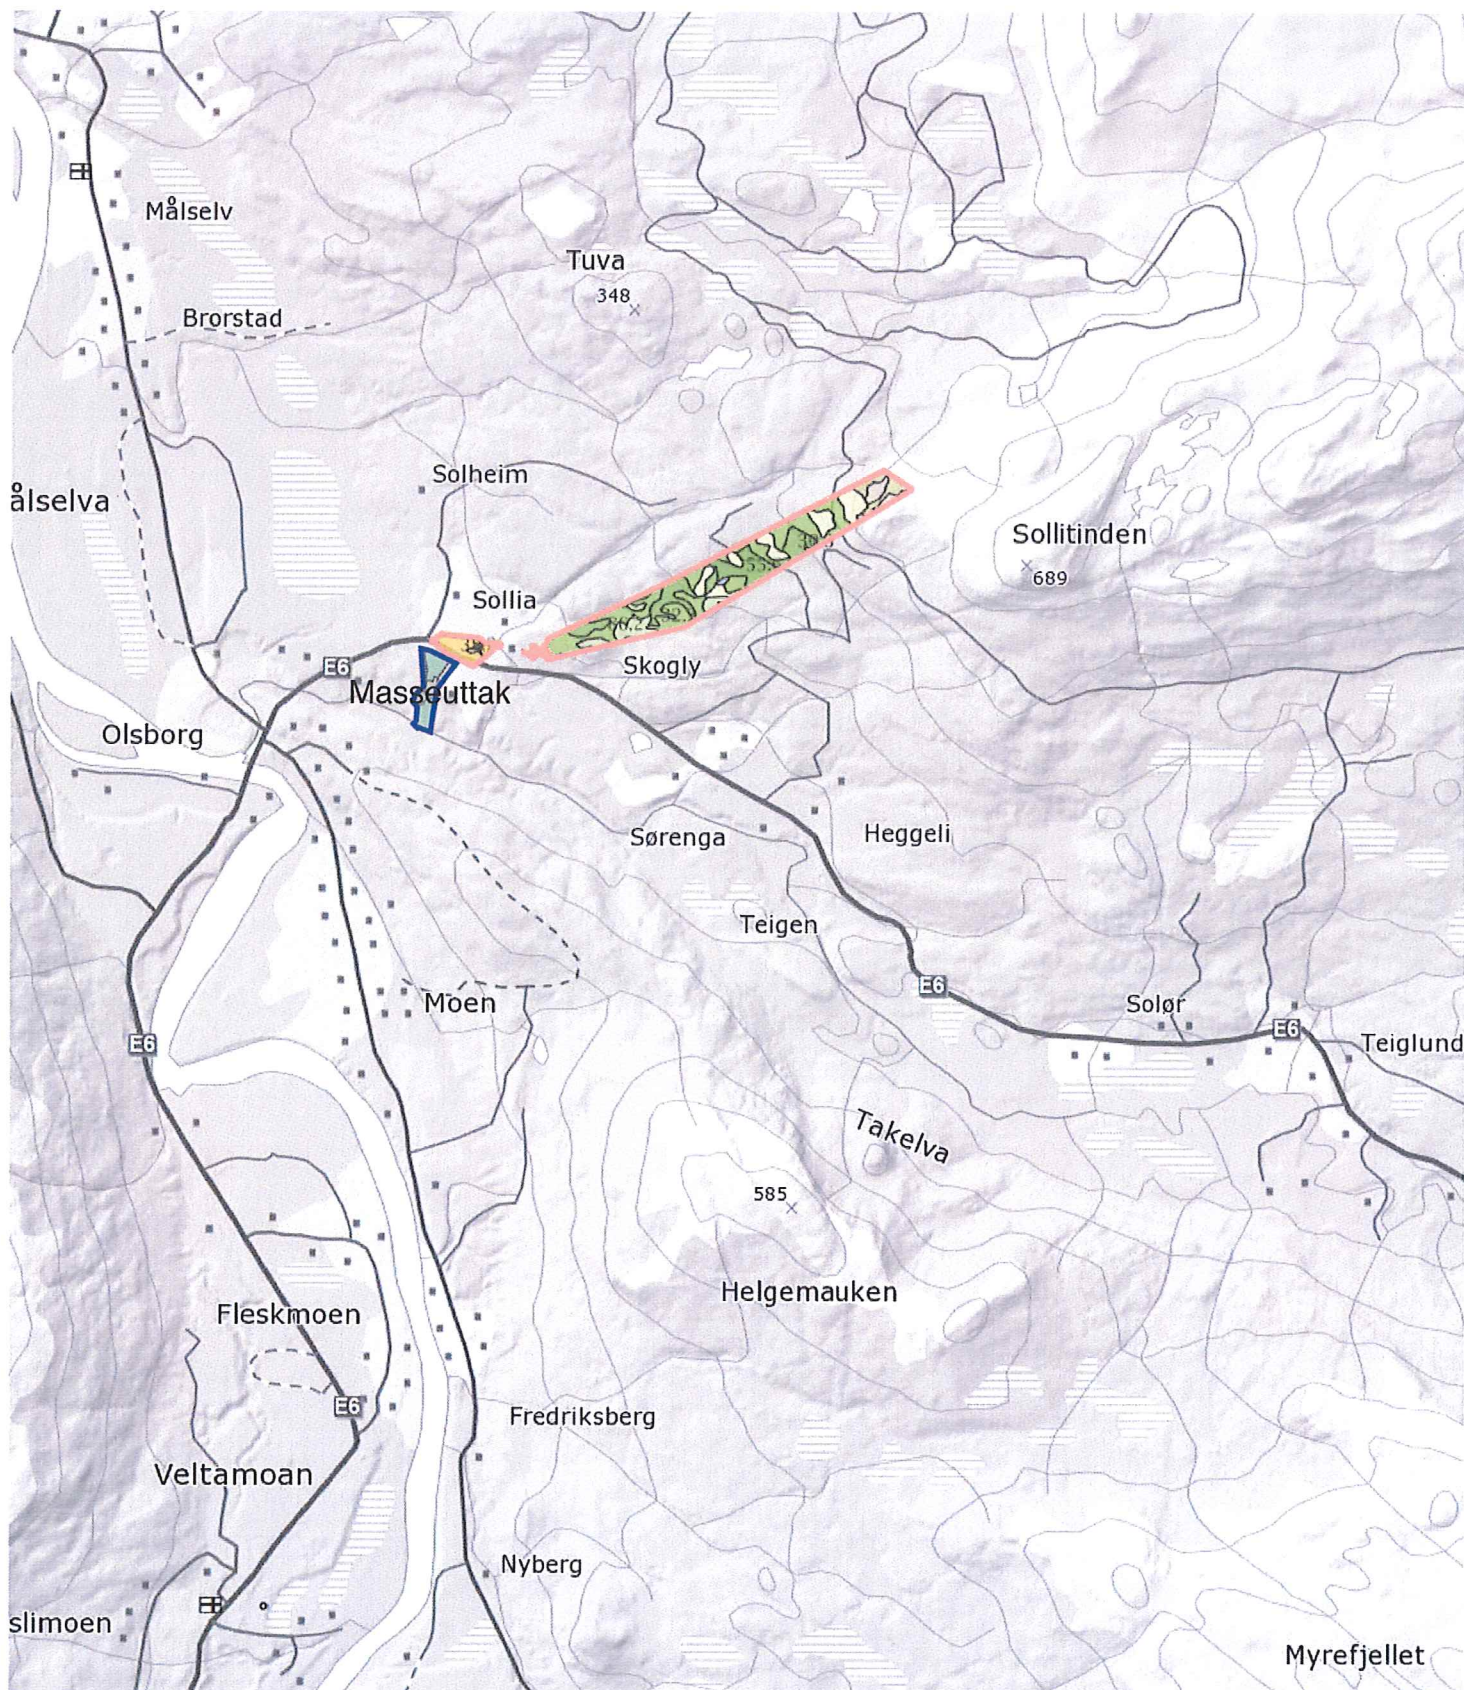 Målselv
Tuva
348
Brorstad
Solheim
ålselva
Sollitinden
689
Sollia
E6
Skogly
Masseuttak
Olsborg
Sørenga
Heggeli
Teigen
E6
Moen
Solør
E6
Teiglund
E6
Takelva
585
Helgemauken
Fleskmoen
E6
Fredriksberg
Veltamoan
Nyberg
slimoen
Myrefjellet